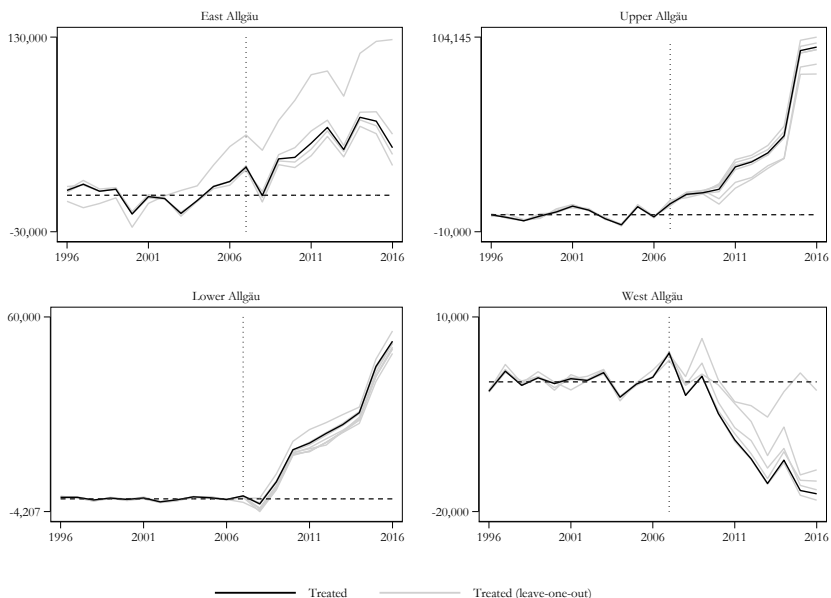 East Allgäu
130,000
-30,000
1996 2001 2006 2011 2016
Upper Allgäu
104,145
-10,000
1996 2001 2006 2011 2016
Lower Allgäu
60,000
-4,207
1996 2001 2006 2011 2016
West Allgäu
10,000
-20,000
1996 2001 2006 2011 2016
Treated Treated (leave-one-out)